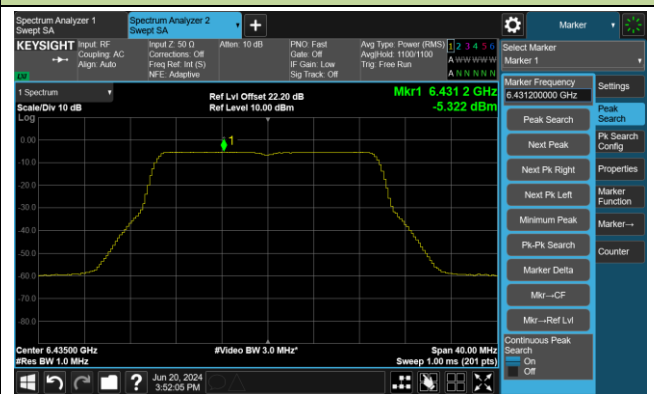 Spectrum Analyzer 1
Swept SA
Spectrum Analyzer 2
Swept SA
Marker
KEYSIGHT
Input: RF
Coupling: AC
Align: Auto
Input Z: 50 Ω
Corrections: Off
Freq Ref: Int (S)
NFE: Adaptive
Atten: 10 dB
PNO: Fast
Gate: Off
IF Gain: Low
Sig Track: Off
Avg Type: Power (RMS)
Avg|Hold: 1100/1100
Trig: Free Run
1 2 3 4 5 6
A W W W W W
A N N N N N
LXI
Select Marker
Marker 1
1 Spectrum
Scale/Div 10 dB
Log
Ref Lvl Offset 22.20 dB
Ref Level 10.00 dBm
Mkr1 6.431 2 GHz
-5.322 dBm
0.00
-10.0
-20.0
-30.0
-40.0
-50.0
-60.0
-70.0
-80.0
1
Center 6.43500 GHz
#Res BW 1.0 MHz
#Video BW 3.0 MHz*
Span 40.00 MHz
Sweep 1.00 ms (201 pts)
Marker Frequency
6.431200000 GHz
Peak Search
Next Peak
Next Pk Right
Next Pk Left
Minimum Peak
Pk-Pk Search
Marker Delta
Mkr→CF
Mkr→Ref Lvl
Continuous Peak
Search
On
Off
Settings
Peak
Search
Pk Search
Config
Properties
Marker
Function
Marker→
Counter
?
Jun 20, 2024
3:52:05 PM